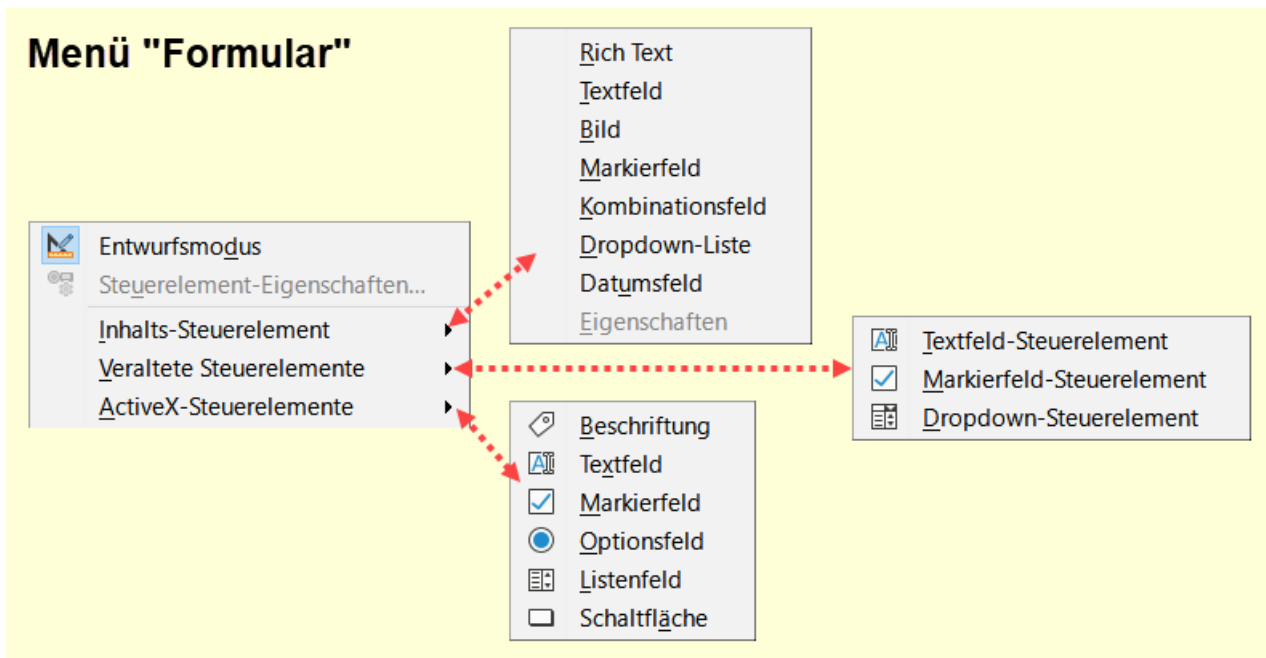 Menü "Formular"
Rich Text
Textfeld
Bild
Markierfeld
Kombinationsfeld
Dropdown-Liste
Datumsfeld
Eigenschaften
Entwurfsmodus
Steuerelement-Eigenschaften...
Inhalts-Steuerelement
Veraltete Steuerelemente
ActiveX-Steuerelemente
Textfeld-Steuerelement
Markierfeld-Steuerelement
Dropdown-Steuerelement
Beschriftung
Textfeld
Markierfeld
Optionsfeld
Listenfeld
Schaltfläche